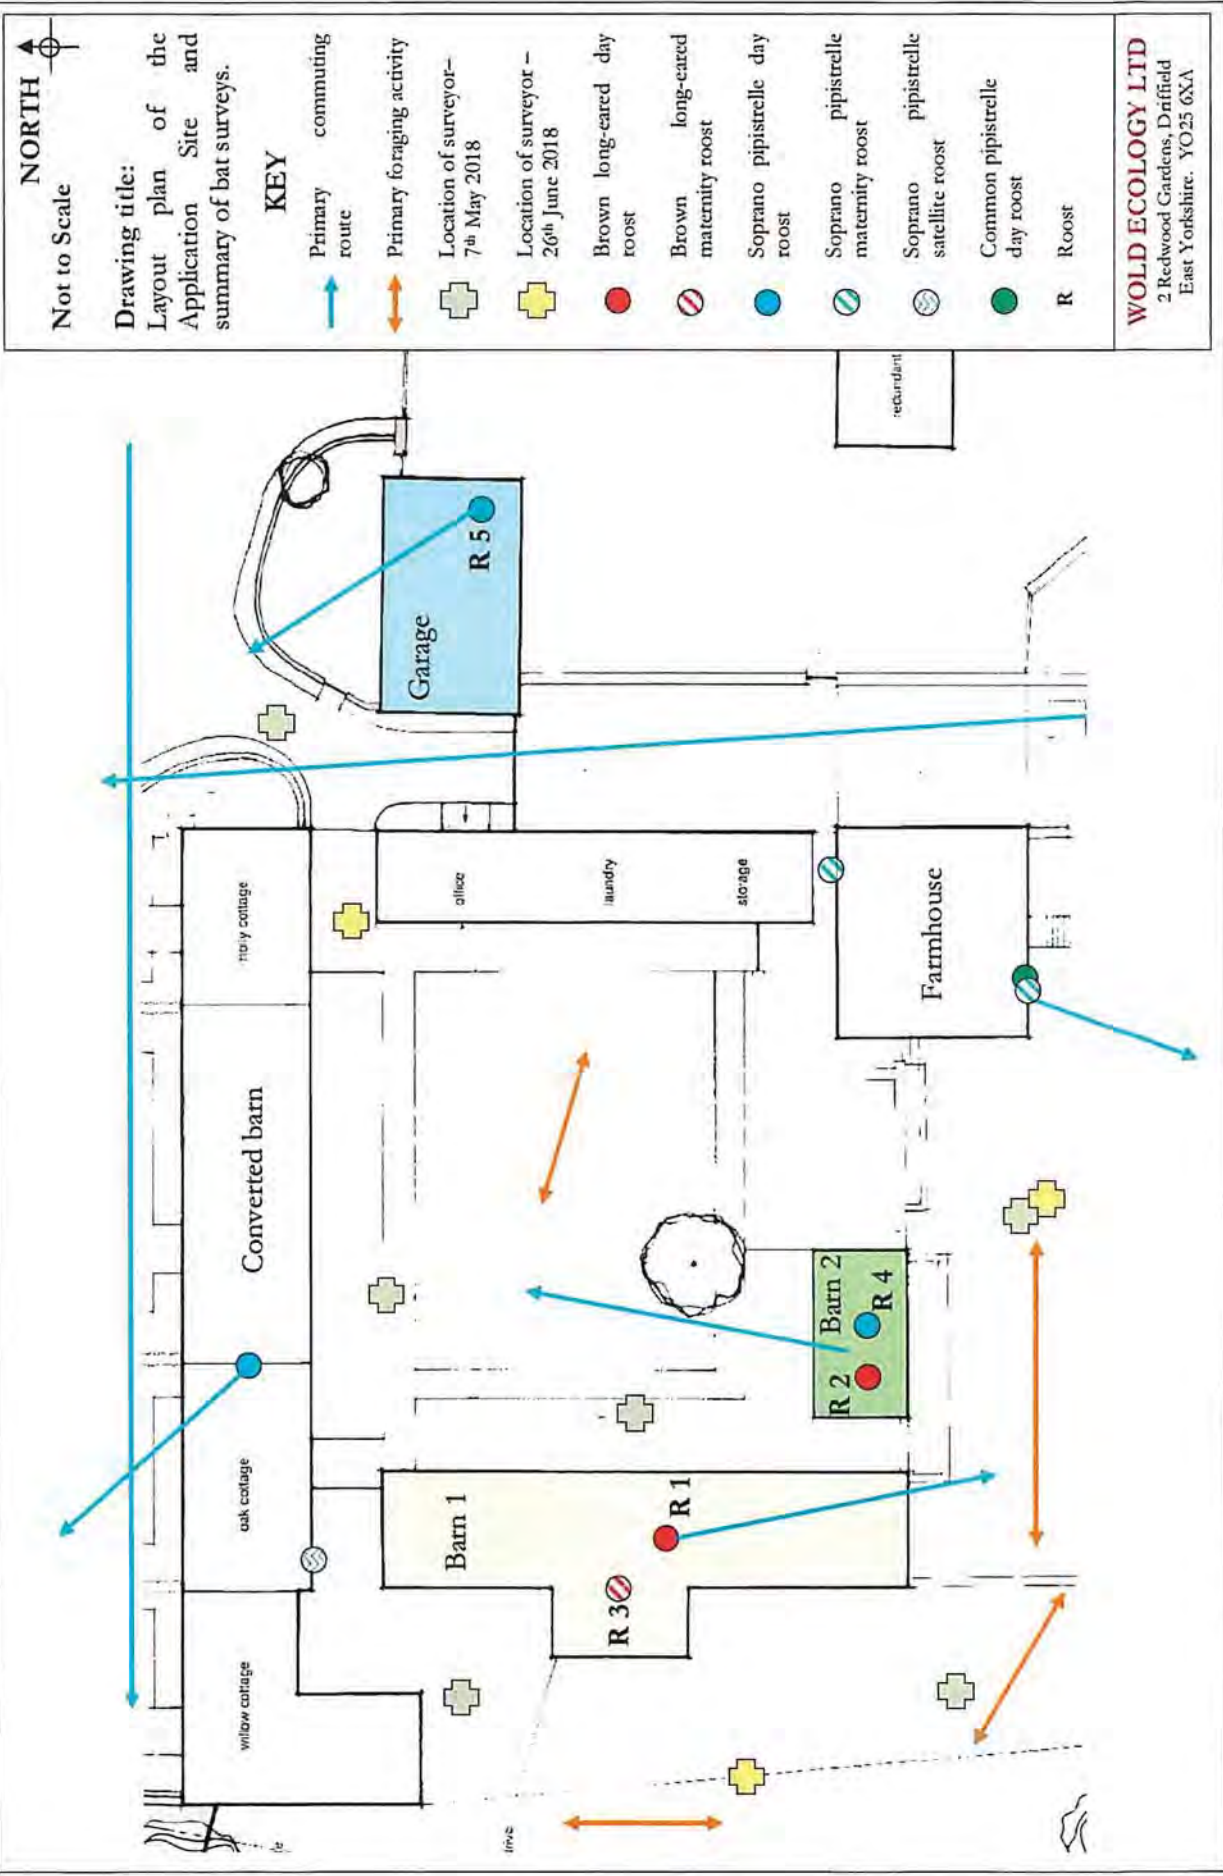 NORTH
Not to Scale
Drawing title:
Layout plan of the
Application Site and
summary of bat surveys.
KEY
Primary commuting
route
Primary foraging activity
Location of surveyor–
7th May 2018
Location of surveyor –
26th June 2018
Brown long-eared day
roost
Brown long-eared
maternity roost
Soprano pipistrelle day
roost
Soprano pipistrelle
maternity roost
Soprano pipistrelle
satellite roost
Common pipistrelle
day roost
R Roost
WOLD ECOLOGY LTD
2 Redwood Gardens, Driffield
East Yorkshire. YO25 6XA
willow cottage
oak cottage
Converted barn
holly cottage
Garage
R 5
Barn 1
R 3
R 1
office
laundry
storage
Barn 2
R 2
R 4
Farmhouse
redundant